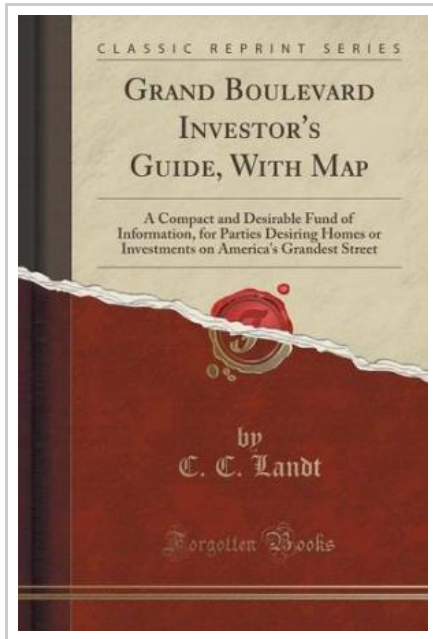 CLASSIC REPRINT SERIES
GRAND BOULEVARD
INVESTOR'S
GUIDE, WITH MAP
A Compact and Desirable Fund of
Information, for Parties Desiring Homes or
Investments on America's Grandest Street
by
C. C. Landt
Forgotten Books